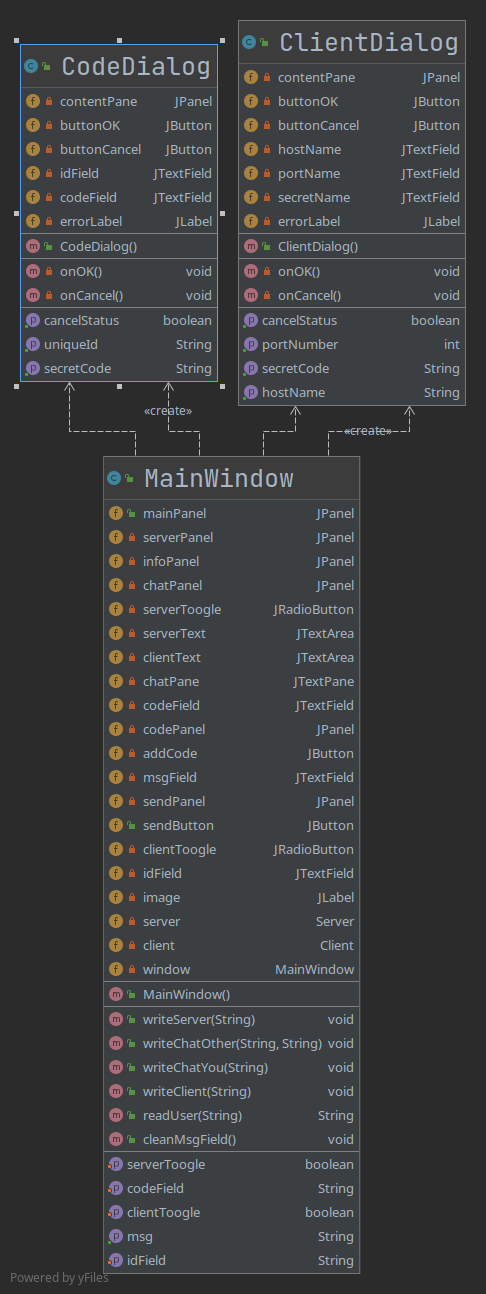 CodeDialog
contentPane JPanel
buttonOK JButton
buttonCancel JButton
idField JTextField
codeField JTextField
errorLabel JLabel
CodeDialog()
onOK() void
onCancel() void
cancelStatus boolean
uniqueId String
secretCode String
ClientDialog
contentPane JPanel
buttonOK JButton
buttonCancel JButton
hostName JTextField
portName JTextField
secretName JTextField
errorLabel JLabel
ClientDialog()
onOK() void
onCancel() void
cancelStatus boolean
portNumber int
secretCode String
hostName String
«create»
«create»
MainWindow
mainPanel JPanel
serverPanel JPanel
infoPanel JPanel
chatPanel JPanel
serverToogle JRadioButton
serverText JTextArea
clientText JTextArea
chatPane JTextPane
codeField JTextField
codePanel JPanel
addCode JButton
msgField JTextField
sendPanel JPanel
sendButton JButton
clientToogle JRadioButton
idField JTextField
image JLabel
server Server
client Client
window MainWindow
MainWindow()
writeServer(String) void
writeChatOther(String, String) void
writeChatYou(String) void
writeClient(String) void
readUser(String) String
cleanMsgField() void
serverToogle boolean
codeField String
clientToogle boolean
msg String
idField String
Powered by yFiles